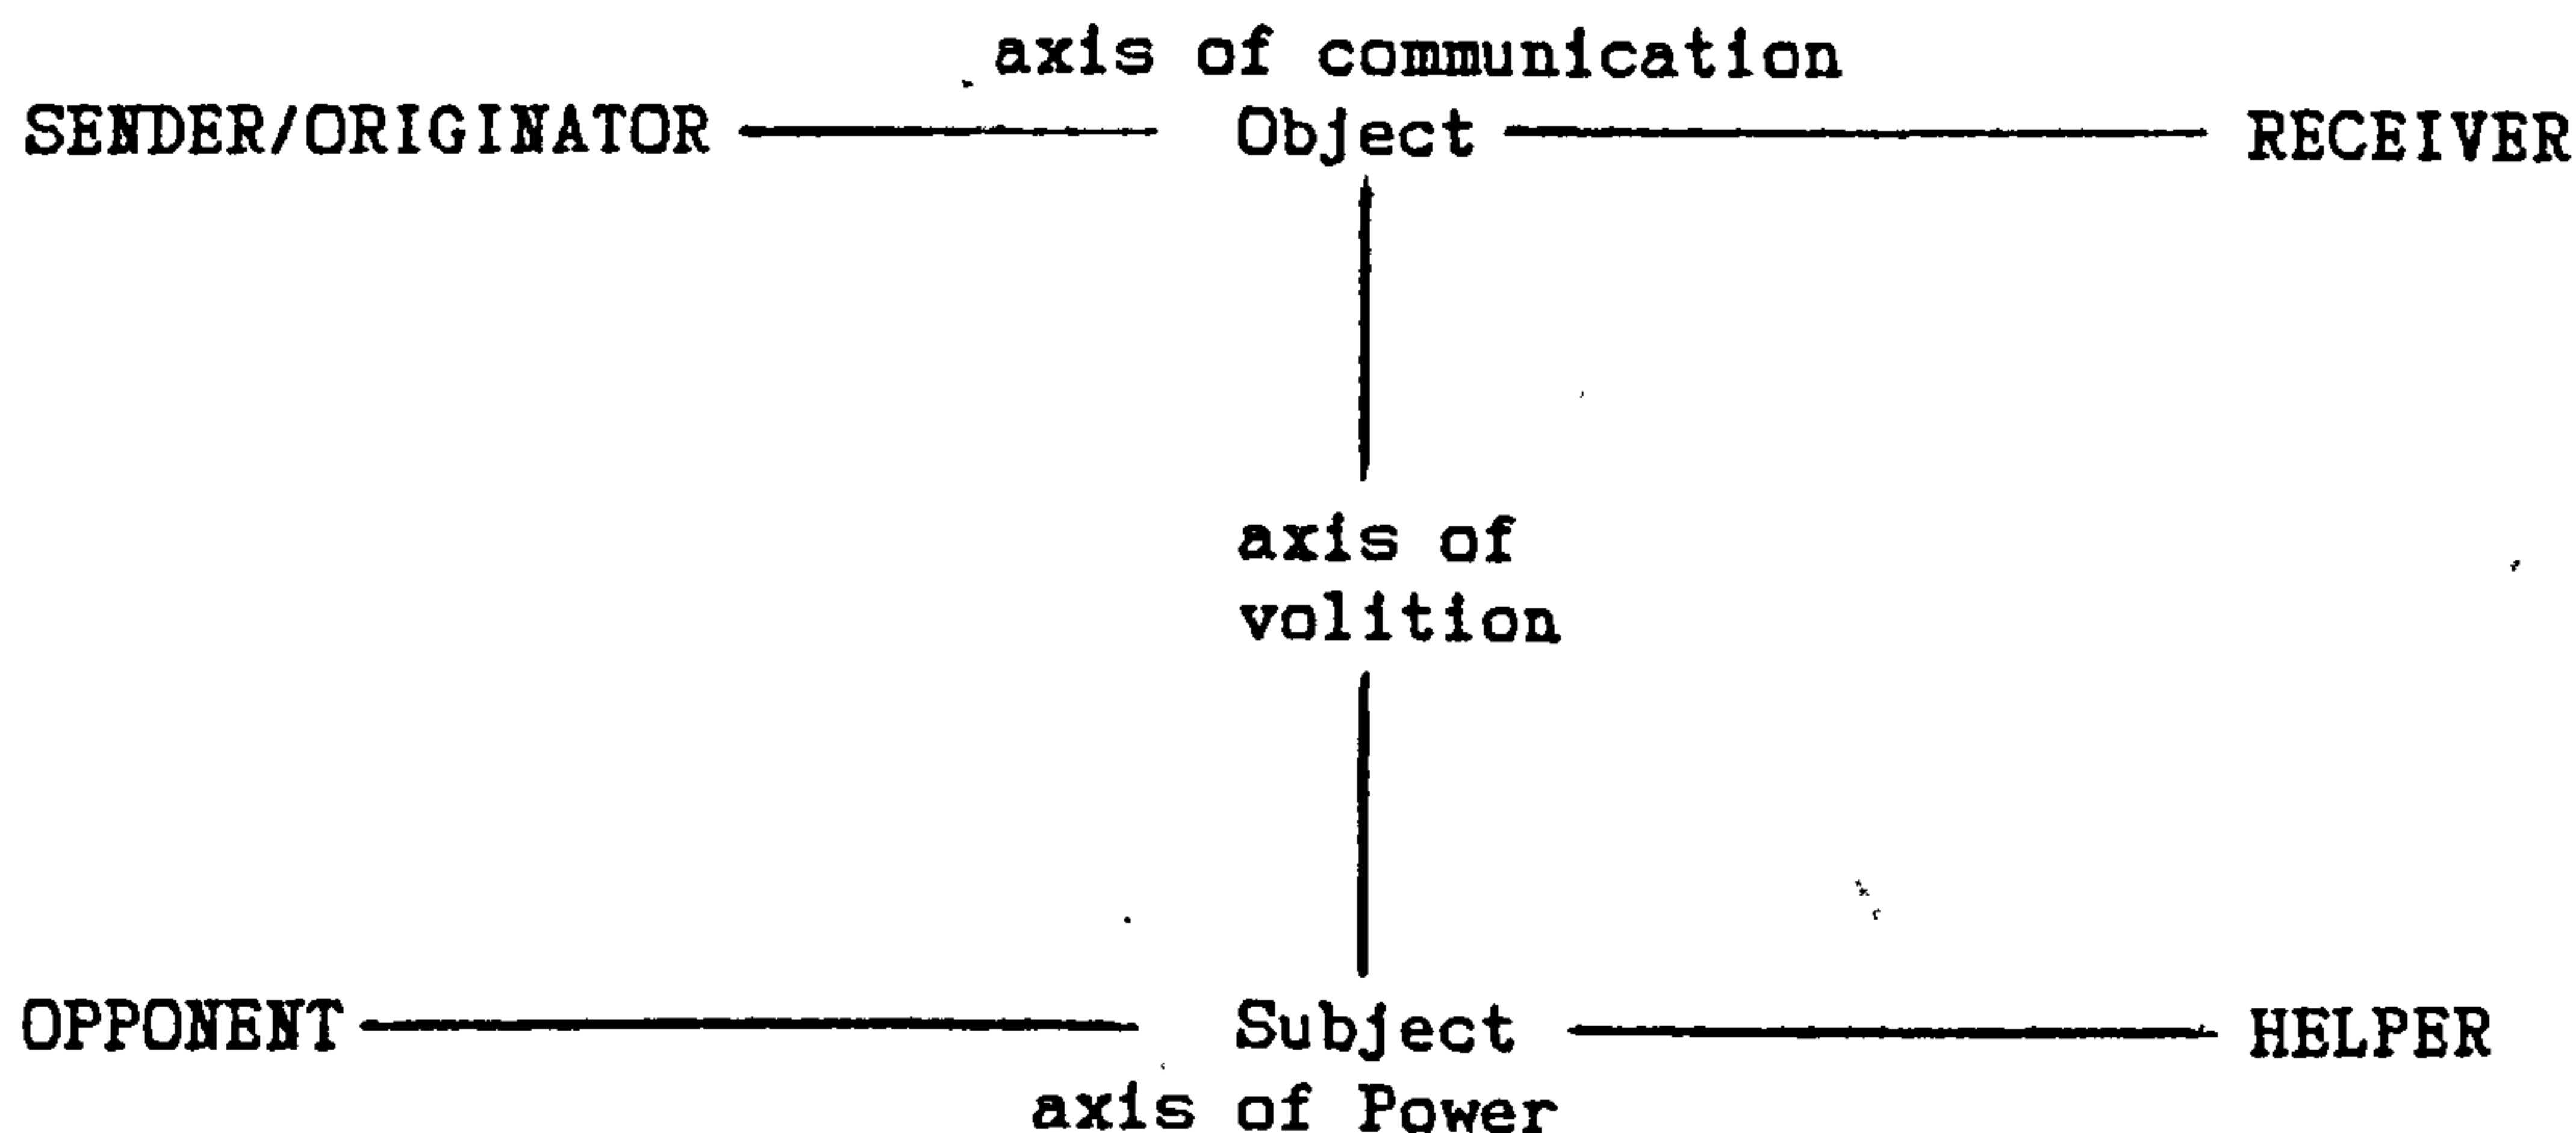 axis of communication
SENDER/ORIGINATOR Object RECEIVER
axis of
volition
OPPONENT Subject HELPER
axis of Power